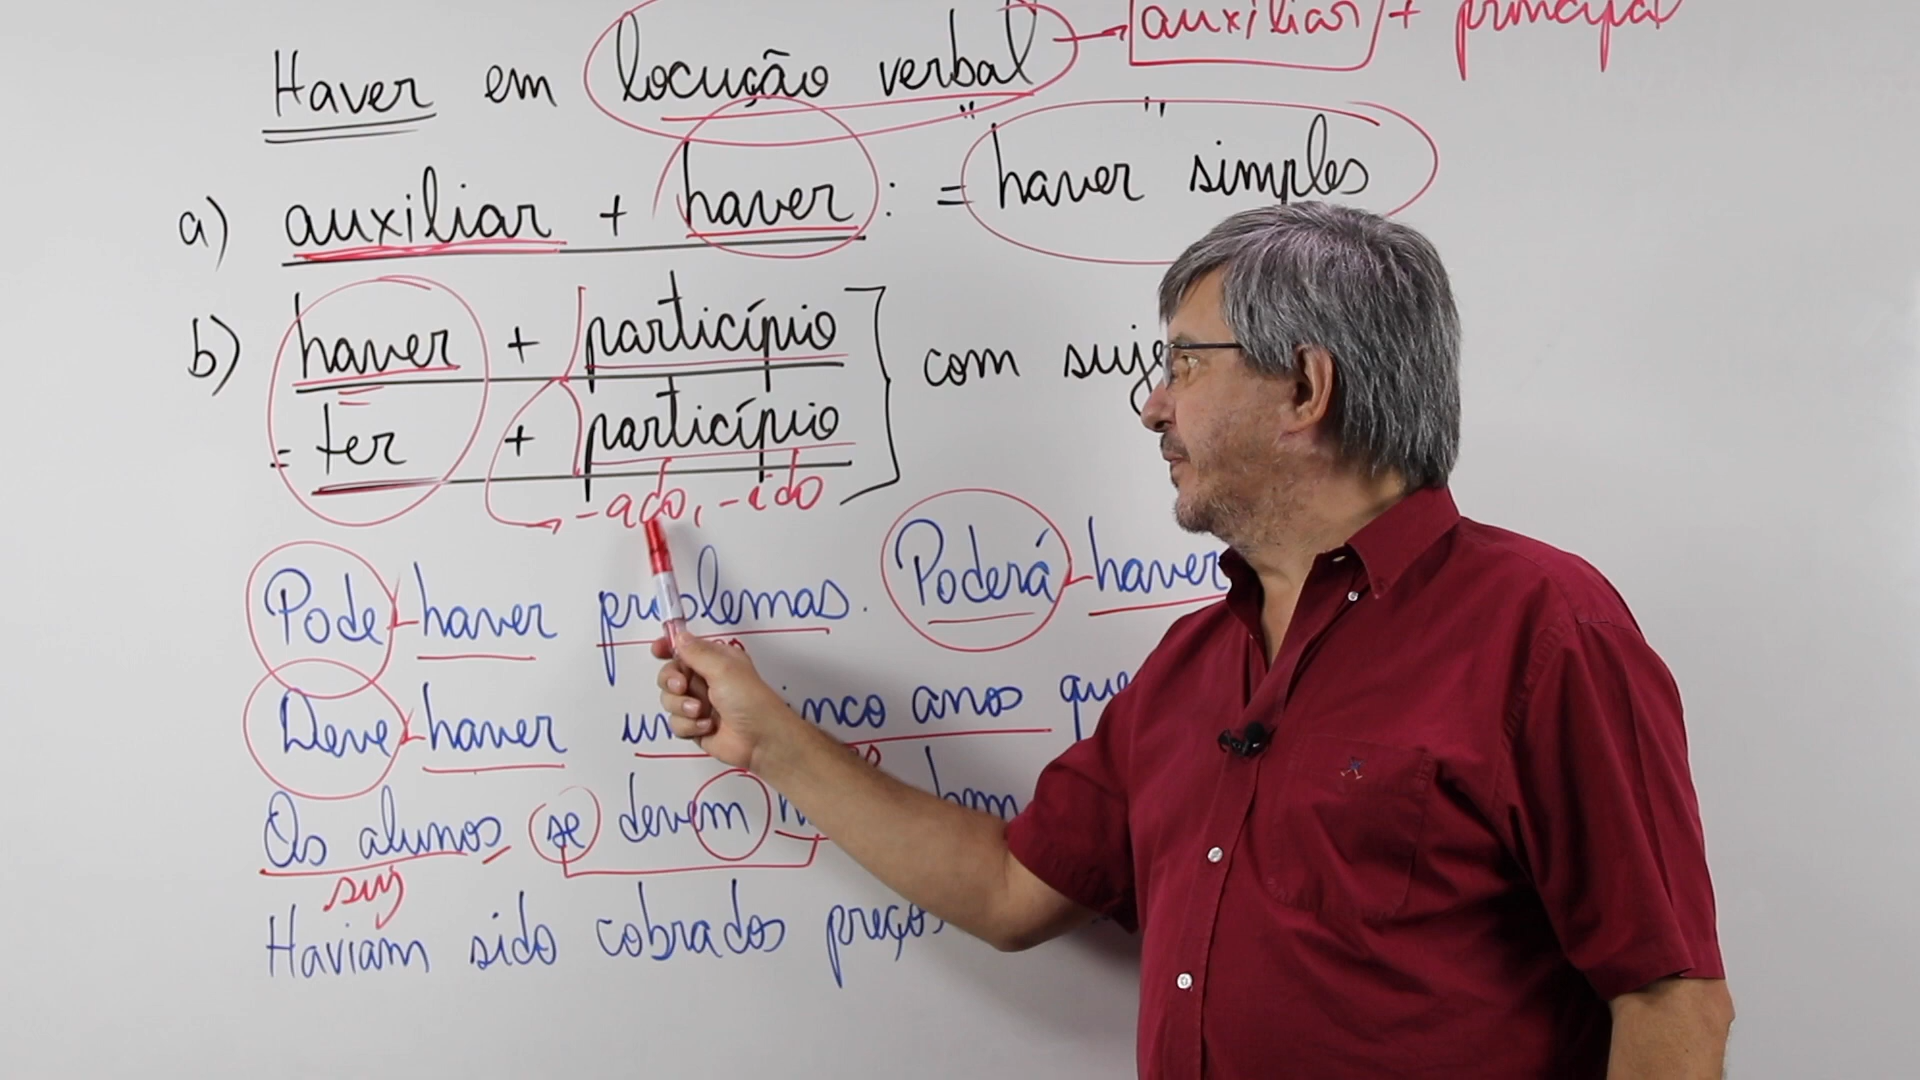 Haver em locução verbal → auxiliar + principal
a) auxiliar + haver : = "haver simples"
b) haver + particípio
= ter + particípio
com
-ado, -ido
Pode haver problemas. Poderá haver
Deve haver cinco anos que
Os alunos se devem
suj
Haviam sido cobrados preços